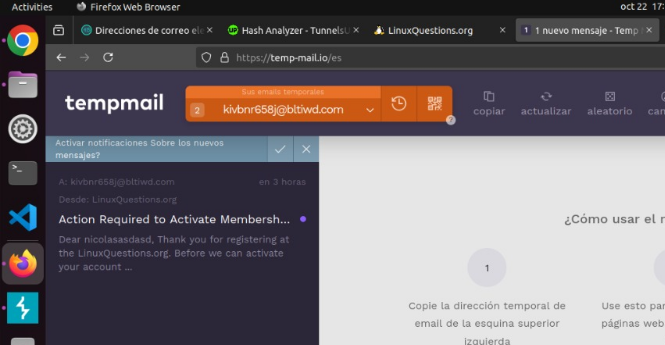 Activities
Firefox Web Browser
oct 22 17:
Direcciones de correo ele
Hash Analyzer - TunnelsU
LinuxQuestions.org
1 1 nuevo mensaje - Temp
https://temp-mail.io/es
tempmail
Sus emails temporales
2 kivbnr658j@bltiwd.com
?
copiar
actualizar
aleatorio
Activar notificaciones Sobre los nuevos
mensajes?
A: kivbnr658j@bltiwd.com
en 3 horas
Desde: LinuxQuestions.org
Action Required to Activate Membersh...
Dear nicolasasdasd, Thank you for registering at
the LinuxQuestions.org. Before we can activate
your account ...
¿Cómo usar el
1
Copie la dirección temporal de
email de la esquina superior
izquierda
Use esto
páginas web